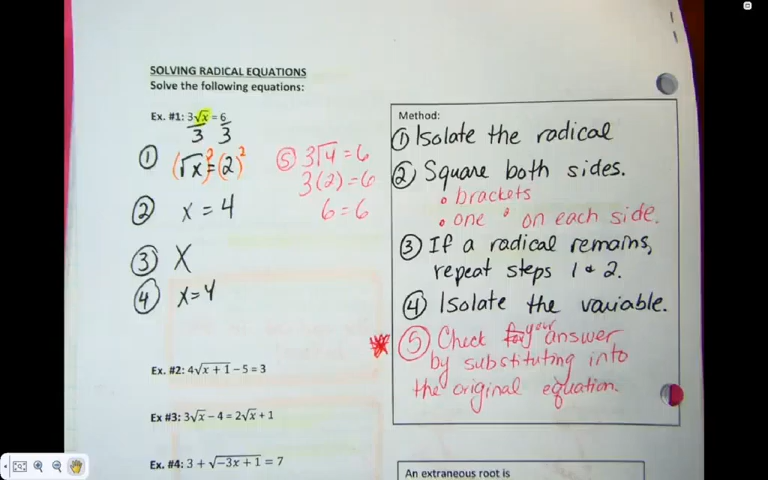 SOLVING RADICAL EQUATIONS
Solve the following equations:
Ex. #1: 3√x = 6
3 3
① (√x)² = (2)²
② x = 4
③ X
④ x = 4
⑤ 3√4 = 6
3(2) = 6
6 = 6
Method:
① Isolate the radical
② Square both sides.
• brackets
• one ² on each side.
③ If a radical remains,
repeat steps 1 & 2.
④ Isolate the variable.
⑤ Check your answer
by substituting into
the original equation.
Ex. #2: 4√x + 1 − 5 = 3
Ex #3: 3√x − 4 = 2√x + 1
Ex. #4: 3 + √−3x + 1 = 7
An extraneous root is